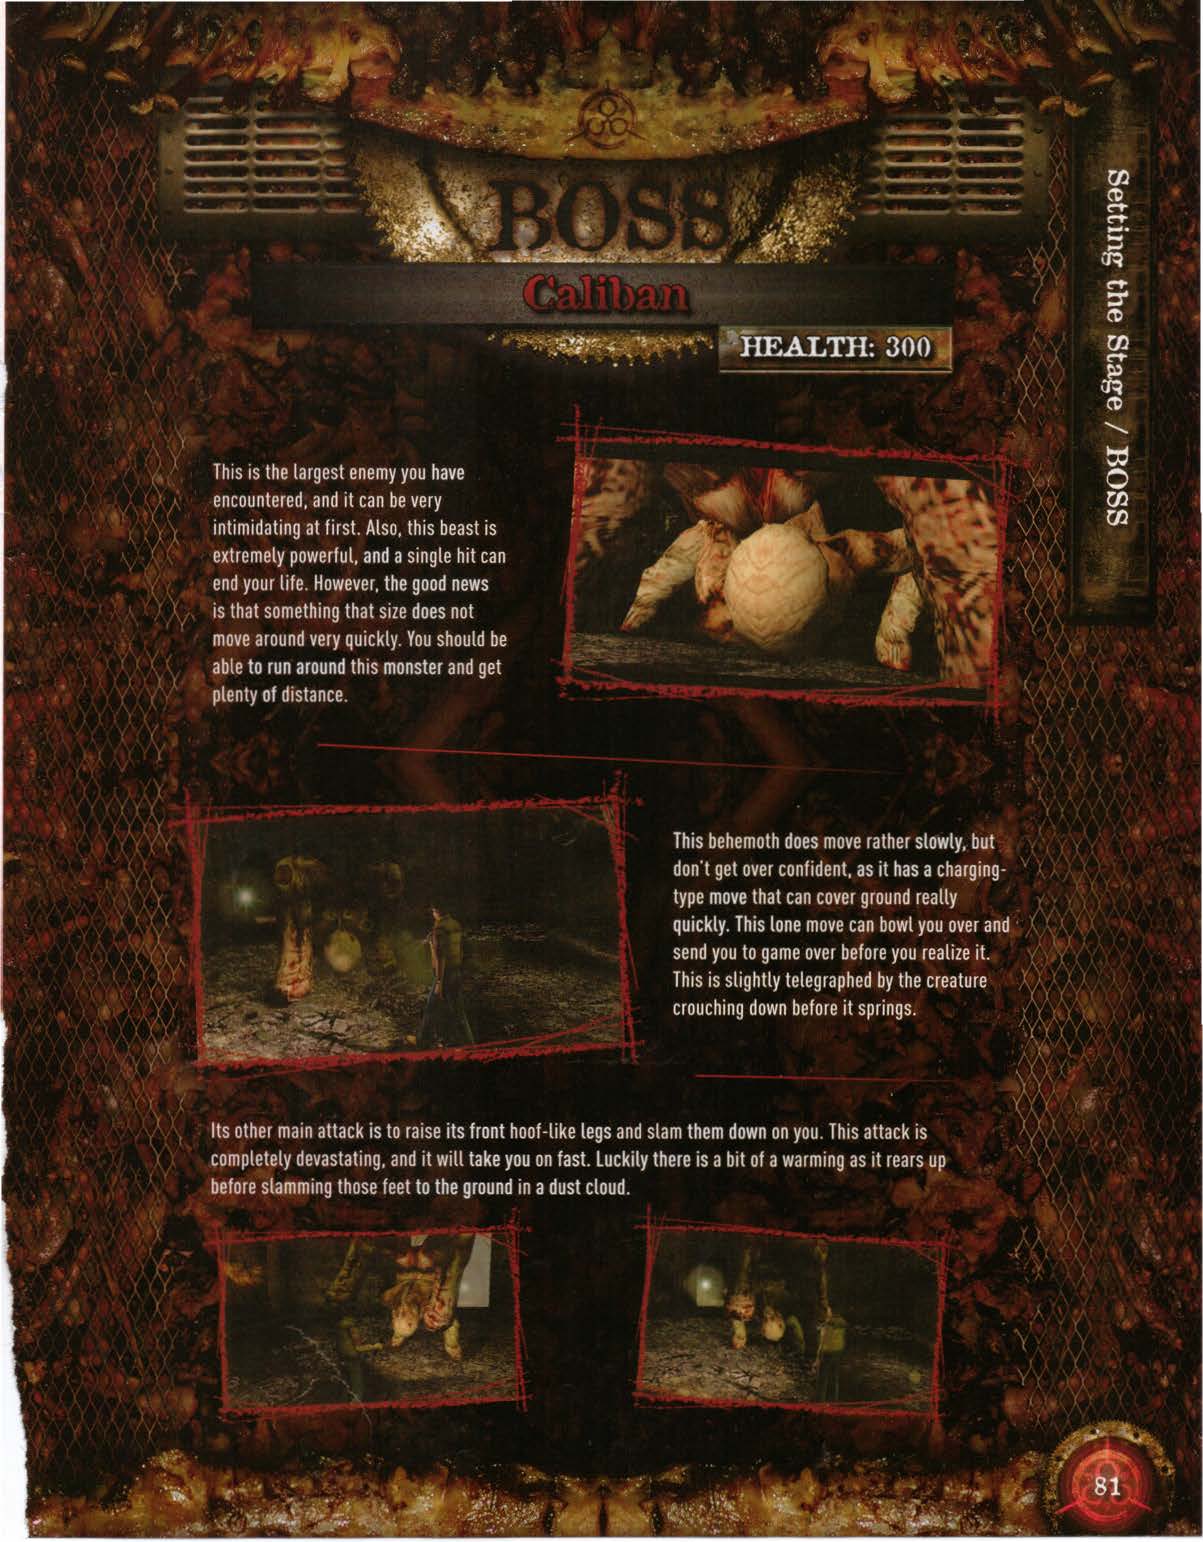 BOSS
Caliban
HEALTH: 300
Setting the Stage / BOSS
This is the largest enemy you have
encountered, and it can be very
intimidating at first. Also, this beast is
extremely powerful, and a single hit can
end your life. However, the good news
is that something that size does not
move around very quickly. You should be
able to run around this monster and get
plenty of distance.
This behemoth does move rather slowly, but
don't get over confident, as it has a charging-
type move that can cover ground really
quickly. This lone move can bowl you over and
send you to game over before you realize it.
This is slightly telegraphed by the creature
crouching down before it springs.
Its other main attack is to raise its front hoof-like legs and slam them down on you. This attack is
completely devastating, and it will take you on fast. Luckily there is a bit of a warming as it rears up
before slamming those feet to the ground in a dust cloud.
81